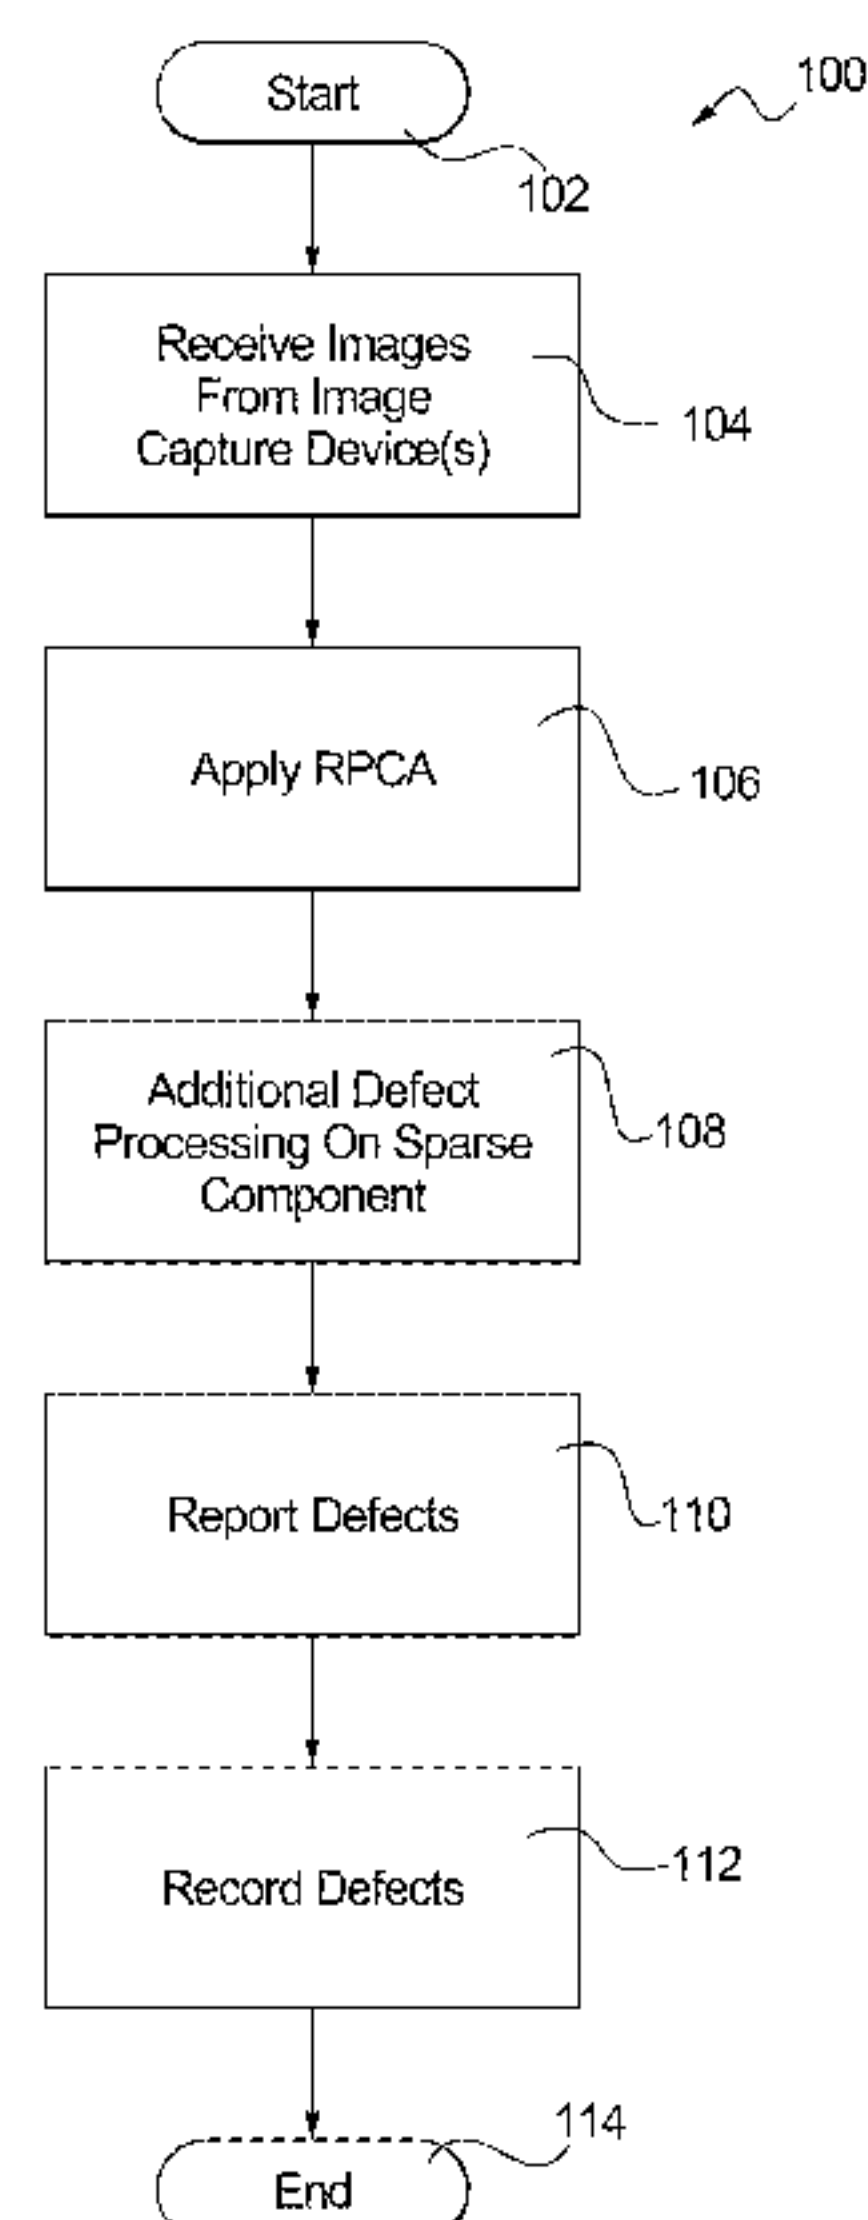 Start
100
102
Receive Images
From Image
Capture Device(s)
104
Apply RPCA
106
Additional Defect
Processing On Sparse
Component
108
Report Defects
110
Record Defects
112
114
End